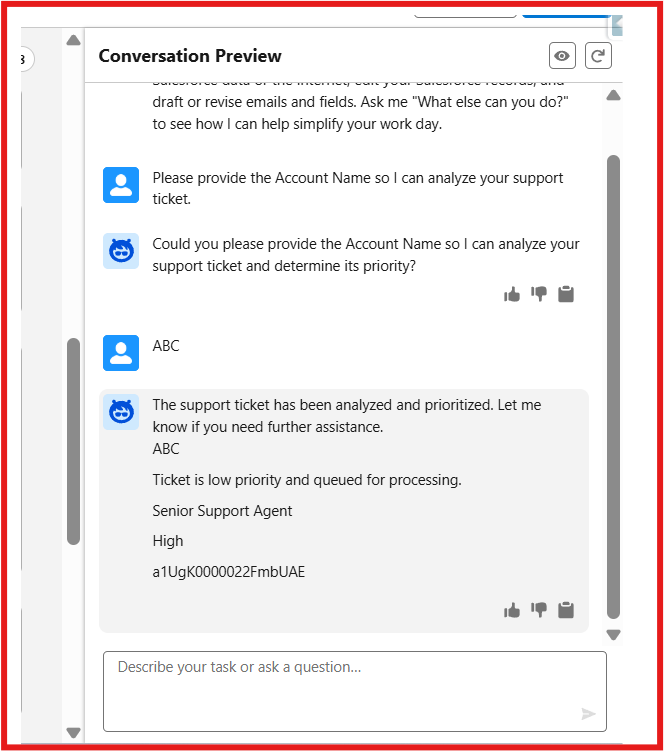 Conversation Preview
Salesforce data or the internet, edit your Salesforce records, and
draft or revise emails and fields. Ask me "What else can you do?"
to see how I can help simplify your work day.
Please provide the Account Name so I can analyze your support
ticket.
Could you please provide the Account Name so I can analyze your
support ticket and determine its priority?
ABC
The support ticket has been analyzed and prioritized. Let me
know if you need further assistance.
ABC
Ticket is low priority and queued for processing.
Senior Support Agent
High
a1UgK0000022FmbUAE
Describe your task or ask a question...